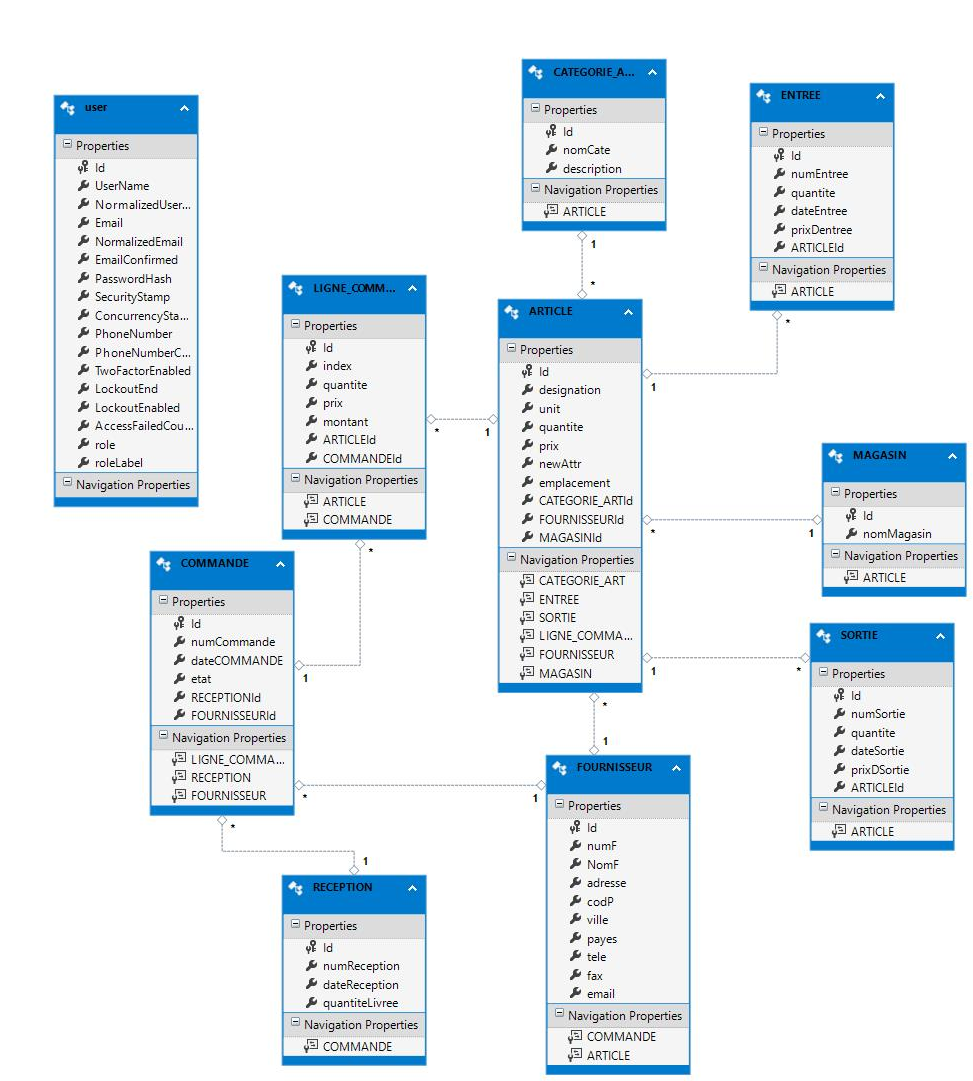 user
Properties
Id
UserName
NormalizedUser...
Email
NormalizedEmail
EmailConfirmed
PasswordHash
SecurityStamp
ConcurrencySta...
PhoneNumber
PhoneNumberC...
TwoFactorEnabled
LockoutEnd
LockoutEnabled
AccessFailedCou...
role
roleLabel
Navigation Properties
CATEGORIE_A...
Properties
Id
nomCate
description
Navigation Properties
ARTICLE
1
*
ENTREE
Properties
Id
numEntree
quantite
dateEntree
prixDentree
ARTICLEId
Navigation Properties
ARTICLE
*
1
LIGNE_COMM...
Properties
Id
index
quantite
prix
montant
ARTICLEId
COMMANDEId
Navigation Properties
ARTICLE
COMMANDE
*
1
*
1
ARTICLE
Properties
Id
designation
unit
quantite
prix
newAttr
emplacement
CATEGORIE_ARTId
FOURNISSEURId
MAGASINId
Navigation Properties
CATEGORIE_ART
ENTREE
SORTIE
LIGNE_COMMA...
FOURNISSEUR
MAGASIN
*
1
MAGASIN
Properties
Id
nomMagasin
Navigation Properties
ARTICLE
1
*
SORTIE
Properties
Id
numSortie
quantite
dateSortie
prixDSortie
ARTICLEId
Navigation Properties
ARTICLE
COMMANDE
Properties
Id
numCommande
dateCOMMANDE
etat
RECEPTIONId
FOURNISSEURId
Navigation Properties
LIGNE_COMMA...
RECEPTION
FOURNISSEUR
*
1
*
1
*
1
FOURNISSEUR
Properties
Id
numF
NomF
adresse
codP
ville
payes
tele
fax
email
Navigation Properties
COMMANDE
ARTICLE
RECEPTION
Properties
Id
numReception
dateReception
quantiteLivree
Navigation Properties
COMMANDE